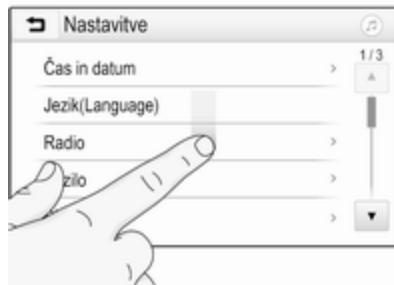 Nastavitve
1/3
Čas in datum
Jezik(Language)
Radio